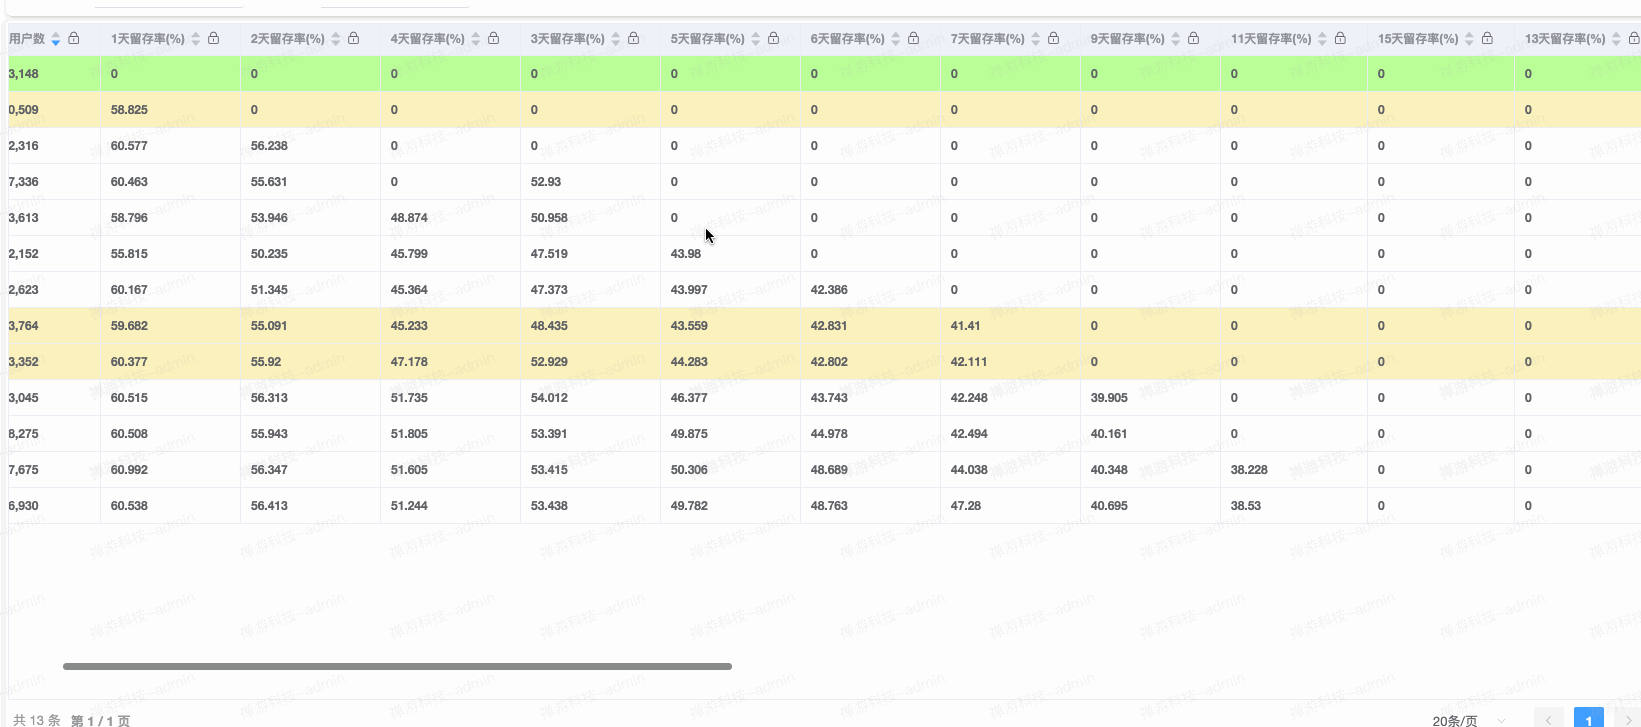 用户数 1天留存率(%) 2天留存率(%) 4天留存率(%) 3天留存率(%) 5天留存率(%) 6天留存率(%) 7天留存率(%) 9天留存率(%) 11天留存率(%) 15天留存率(%) 13天留存率(%)
3,148 0 0 0 0 0 0 0 0 0 0 0
0,509 58.825 0 0 0 0 0 0 0 0 0 0
2,316 60.577 56.238 0 0 0 0 0 0 0 0 0
7,336 60.463 55.631 0 52.93 0 0 0 0 0 0 0
3,613 58.796 53.946 48.874 50.958 0 0 0 0 0 0 0
2,152 55.815 50.235 45.799 47.519 43.98 0 0 0 0 0 0
2,623 60.167 51.345 45.364 47.373 43.997 42.386 0 0 0 0 0
3,764 59.682 55.091 45.233 48.435 43.559 42.831 41.41 0 0 0 0
3,352 60.377 55.92 47.178 52.929 44.283 42.802 42.111 0 0 0 0
3,045 60.515 56.313 51.735 54.012 46.377 43.743 42.248 39.905 0 0 0
8,275 60.508 55.943 51.805 53.391 49.875 44.978 42.494 40.161 0 0 0
7,675 60.992 56.347 51.605 53.415 50.306 48.689 44.038 40.348 38.228 0 0
6,930 60.538 56.413 51.244 53.438 49.782 48.763 47.28 40.695 38.53 0 0
禅游科技--admin
共 13 条 第 1 / 1 页 20条/页 1